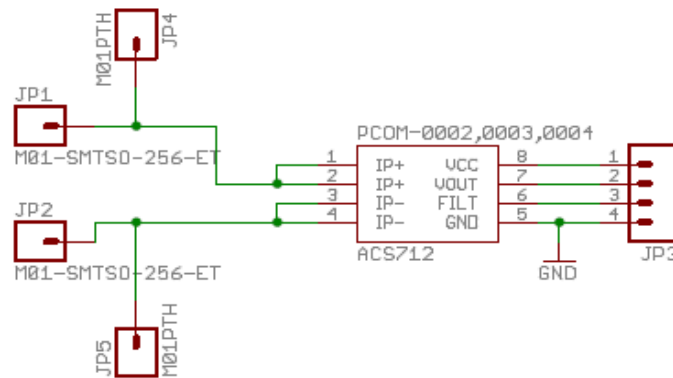 M01PTH
JP4
JP1
M01-SMTSO-256-ET
PCOM-0002,0003,0004
1 IP+ VCC 8 1
2 IP+ VOUT 7 2
3 IP- FILT 6 3
4 IP- GND 5 4
ACS712
JP2
M01-SMTSO-256-ET
GND
JP3
JP5
M01PTH